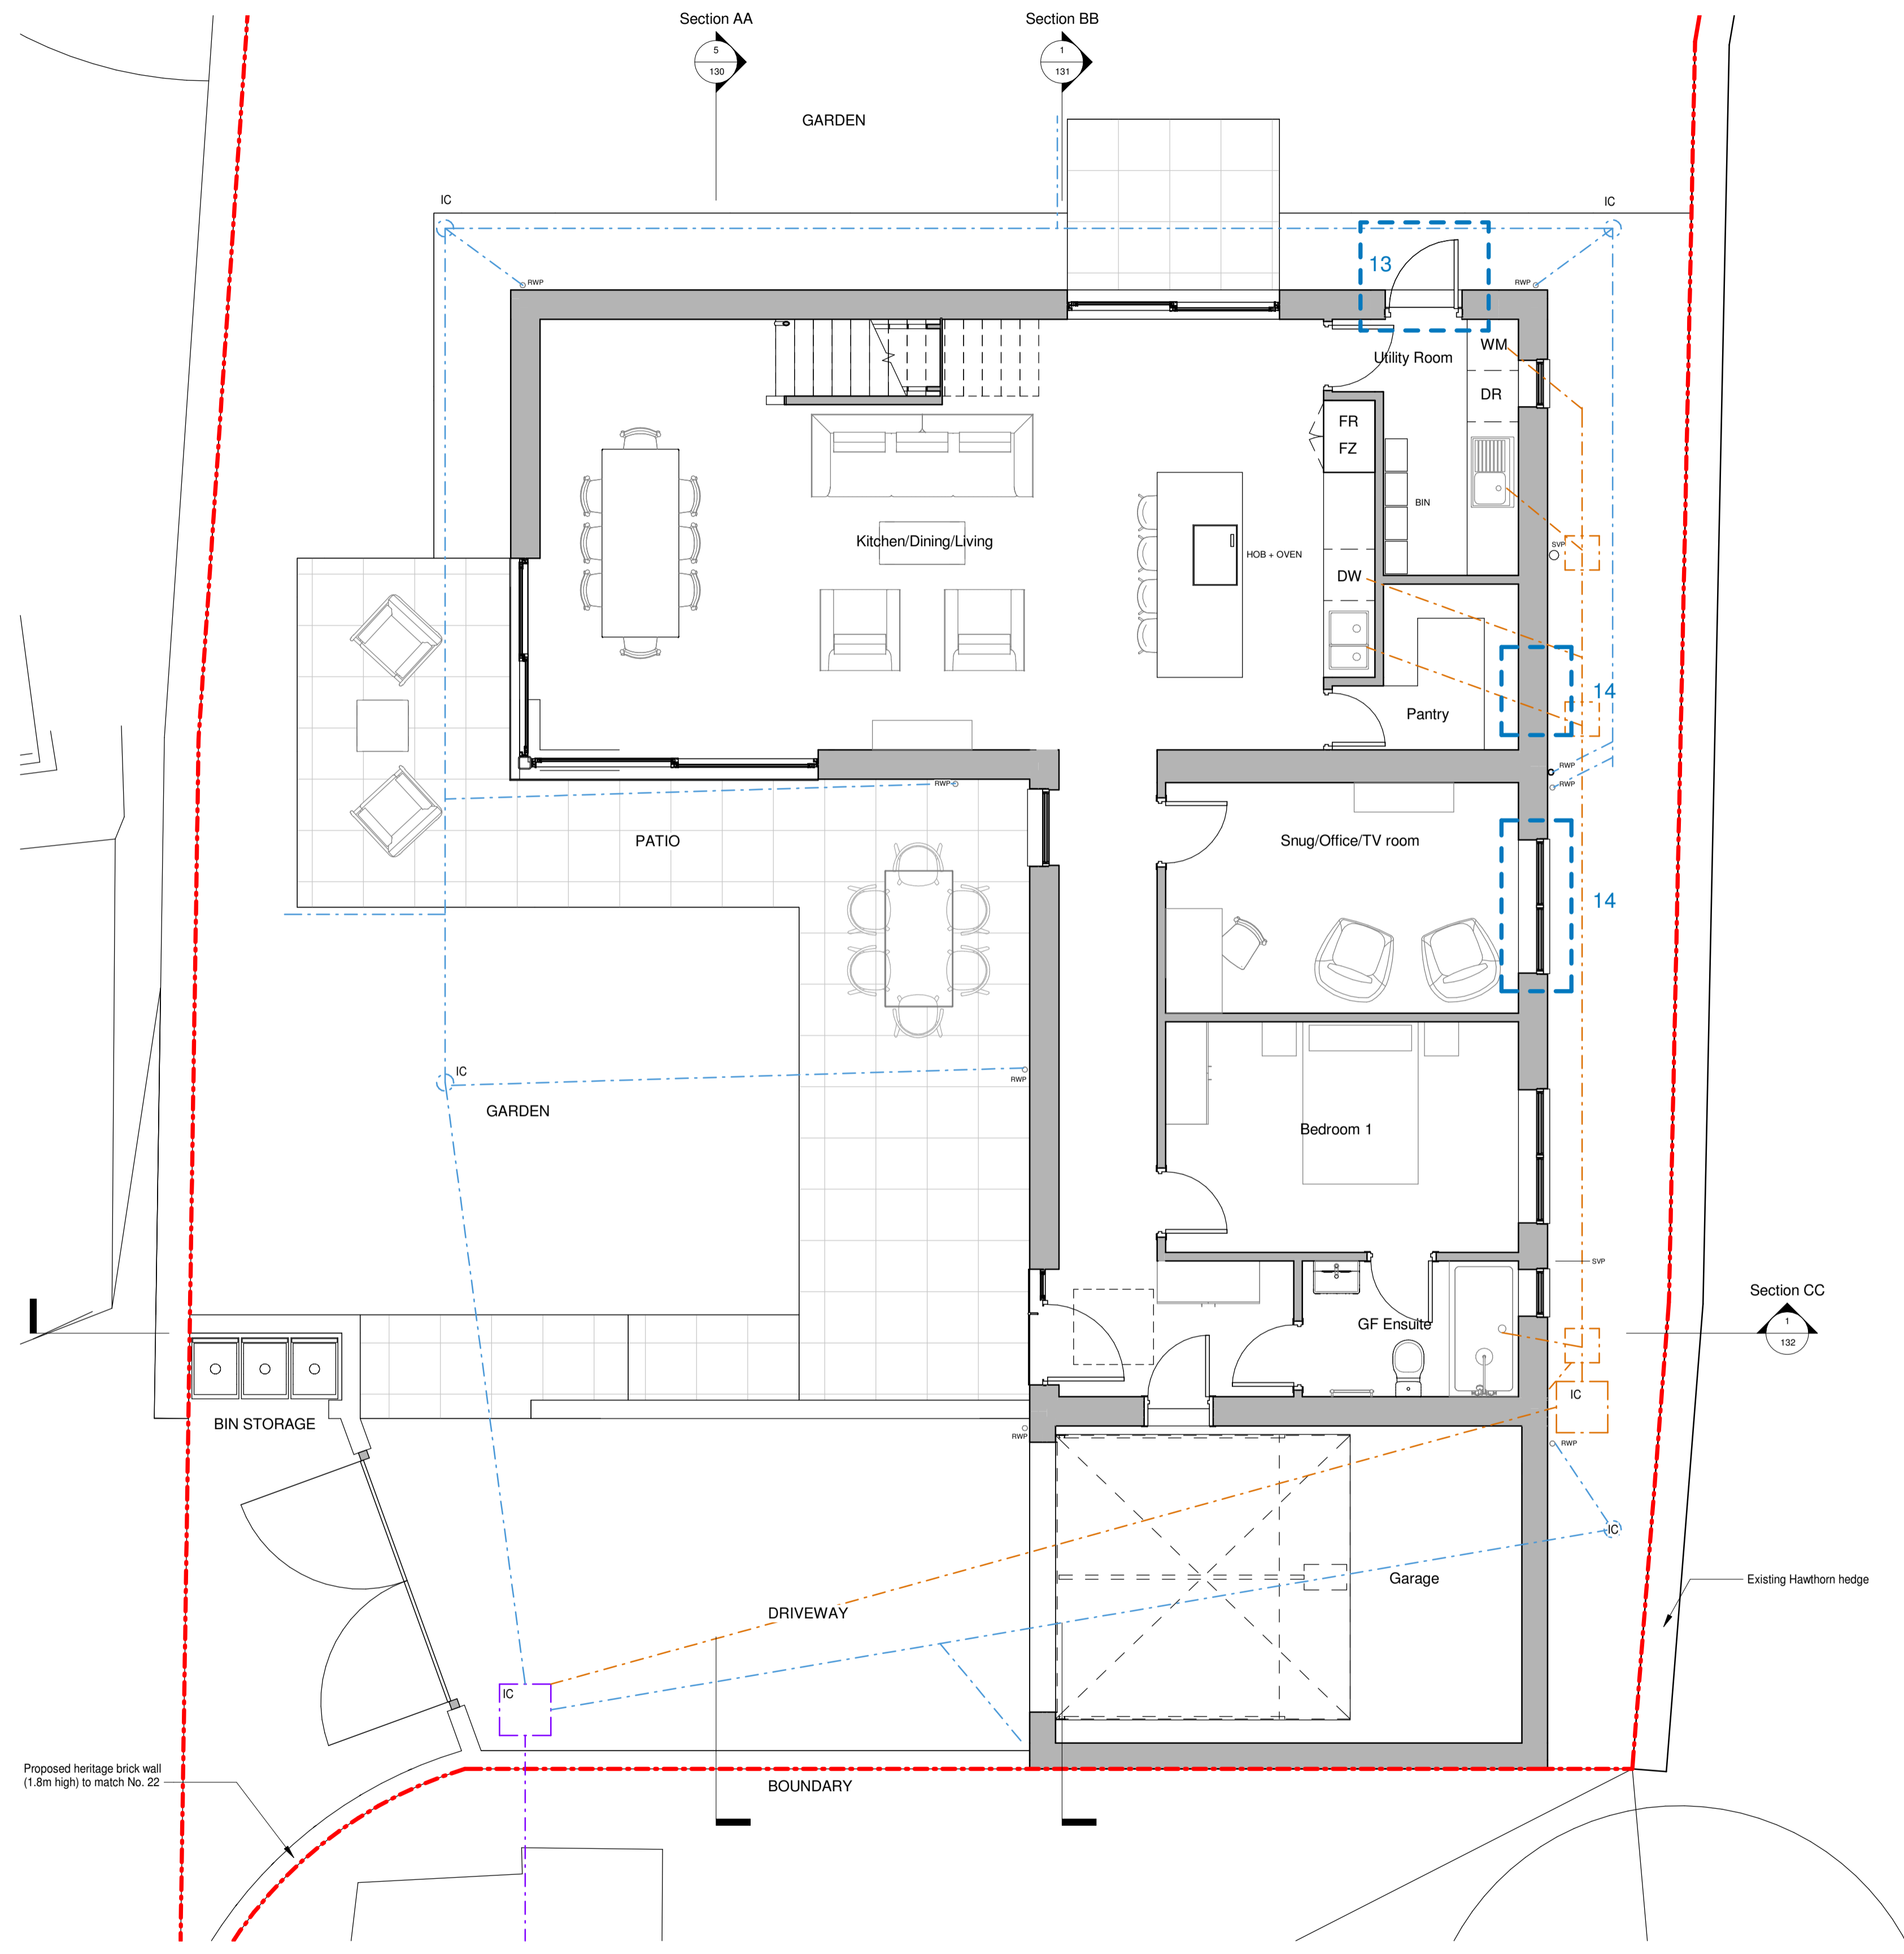 Section AA
5
130
Section BB
1
131
GARDEN
IC
IC
RWP
RWP
13
Utility Room
WM
DR
FR
FZ
BIN
Kitchen/Dining/Living
HOB + OVEN
SVP
DW
14
Pantry
RWP
RWP
RWP
PATIO
Snug/Office/TV room
14
IC
RWP
GARDEN
Bedroom 1
SVP
Section CC
1
132
GF Ensuite
IC
BIN STORAGE
RWP
RWP
IC
Garage
Existing Hawthorn hedge
DRIVEWAY
IC
Proposed heritage brick wall
(1.8m high) to match No. 22
BOUNDARY